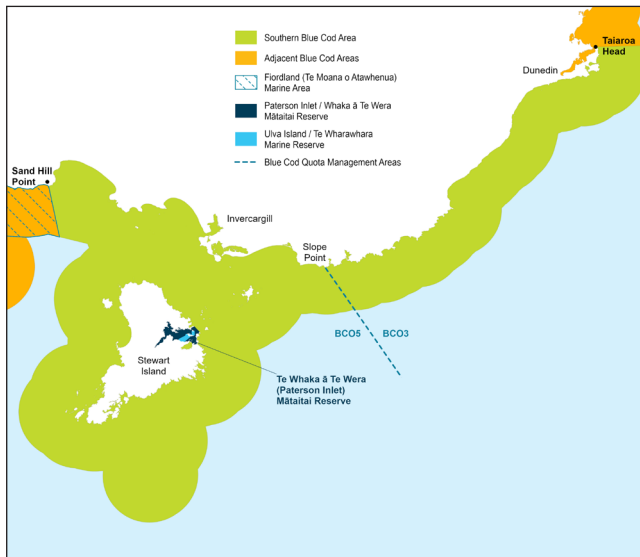 Southern Blue Cod Area
Adjacent Blue Cod Areas
Fiordland (Te Moana o Atawhenua)
Marine Area
Paterson Inlet / Whaka ā Te Wera
Mātaitai Reserve
Ulva Island / Te Wharawhara
Marine Reserve
Blue Cod Quota Management Areas
Taiaroa
Head
Dunedin
Sand Hill
Point
Invercargill
Slope
Point
BCO5
BCO3
Stewart
Island
Te Whaka ā Te Wera
(Paterson Inlet)
Mātaitai Reserve